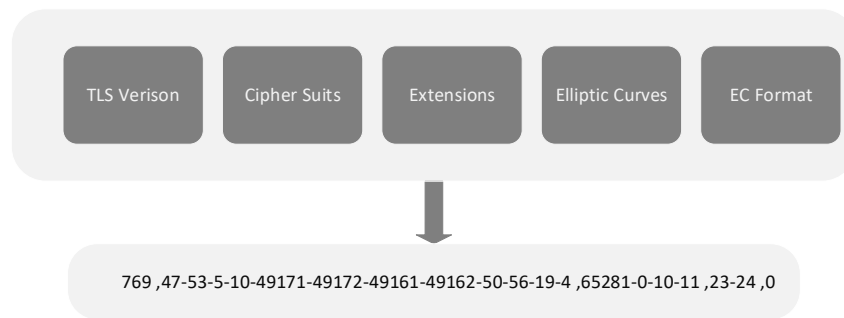 TLS Verison
Cipher Suits
Extensions
Elliptic Curves
EC Format
769 ,47-53-5-10-49171-49172-49161-49162-50-56-19-4 ,65281-0-10-11 ,23-24 ,0